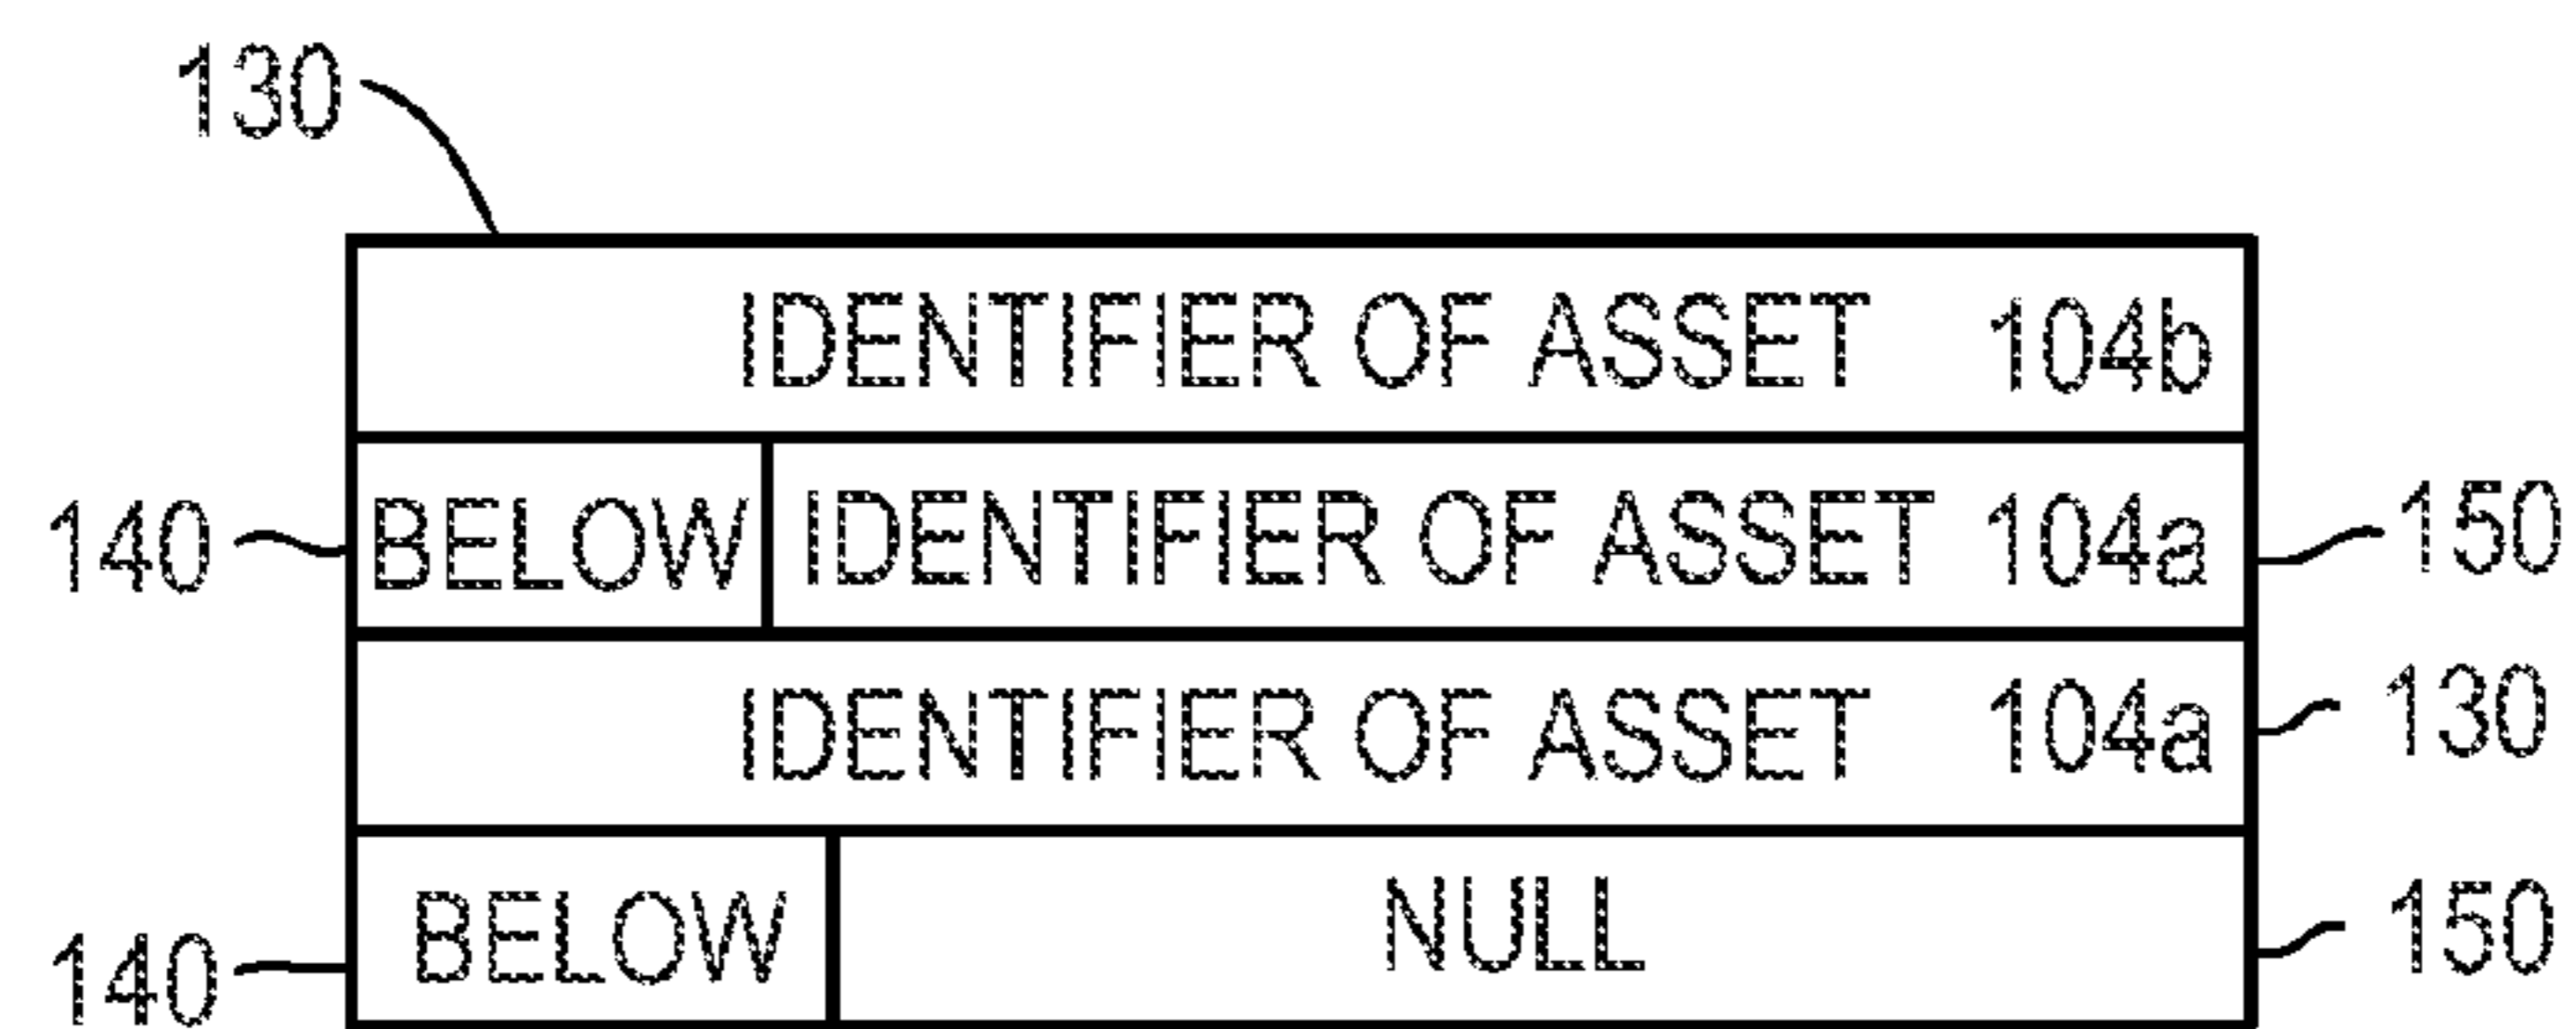 130
IDENTIFIER OF ASSET 104b
140 BELOW IDENTIFIER OF ASSET 104a 150
IDENTIFIER OF ASSET 104a 130
140 BELOW NULL 150